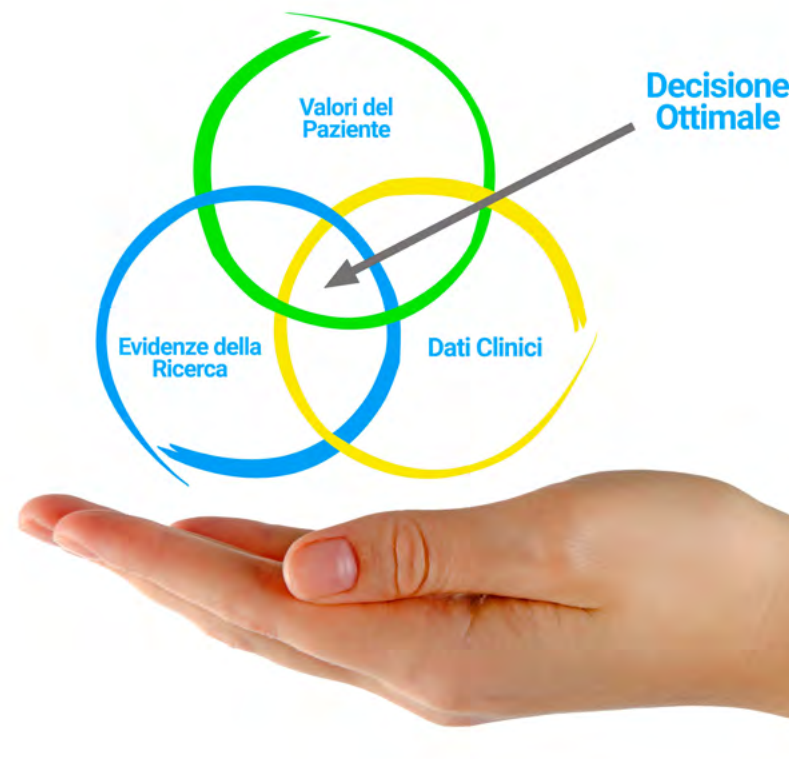 Valori del
Paziente
Decisione
Ottimale
Evidenze della
Ricerca
Dati Clinici